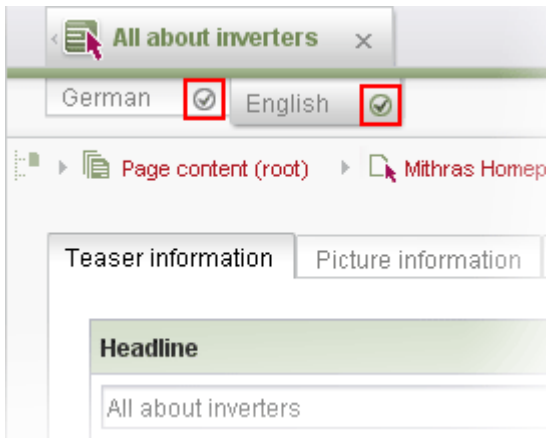 All about inverters
German English
Page content (root) Mithras Homep
Teaser information Picture information
Headline
All about inverters